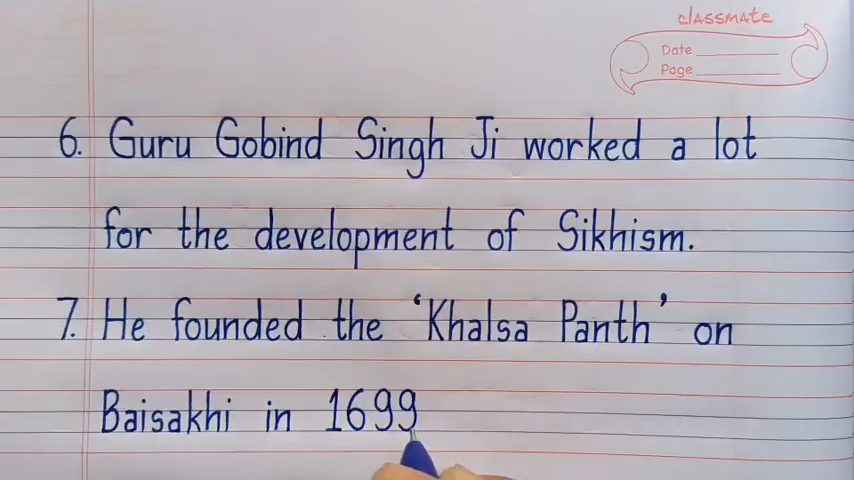 classmate
Date
Page
6. Guru Gobind Singh Ji worked a lot
for the development of Sikhism.
7. He founded the ‘Khalsa Panth’ on
Baisakhi in 1699